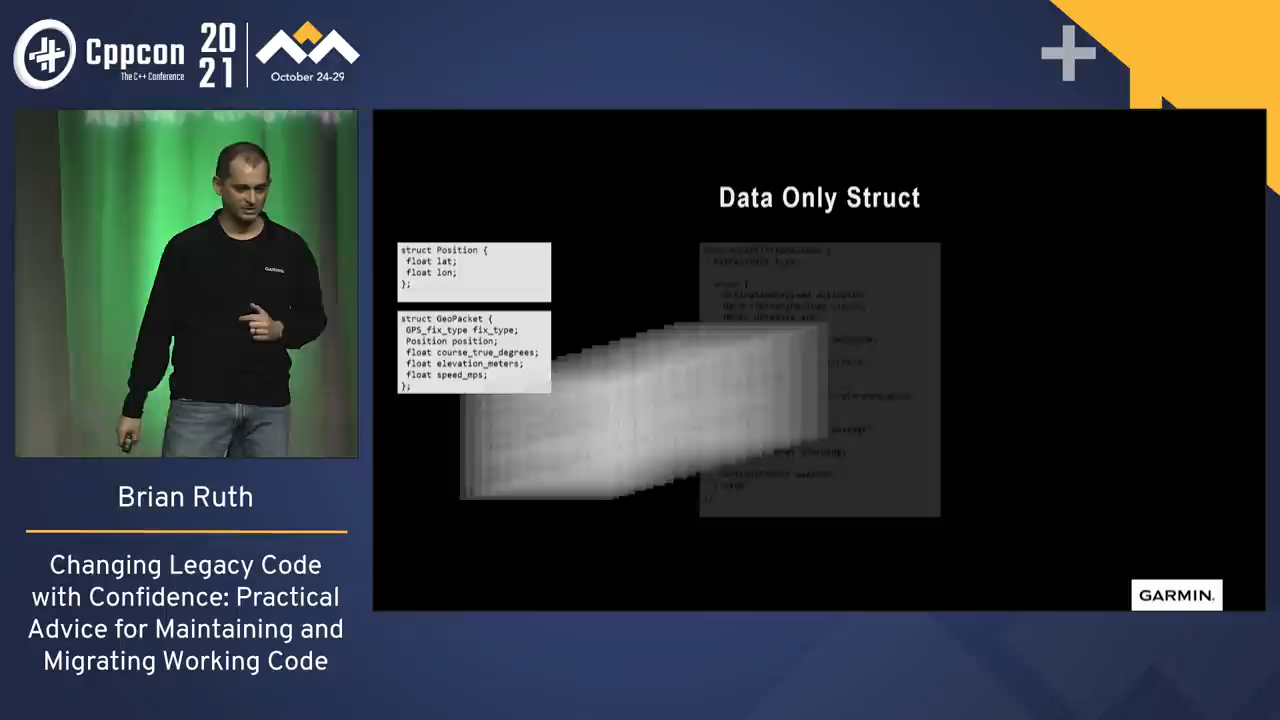 Cppcon
The C++ Conference
20
21
October 24-29
GARMIN
Brian Ruth
Changing Legacy Code
with Confidence: Practical
Advice for Maintaining and
Migrating Working Code
Data Only Struct
struct Position {
float lat;
float lon;
};
struct GeoPacket {
GPS_fix_type fix_type;
Position position;
float course_true_degrees;
float elevation_meters;
float speed_mps;
};
GARMIN.